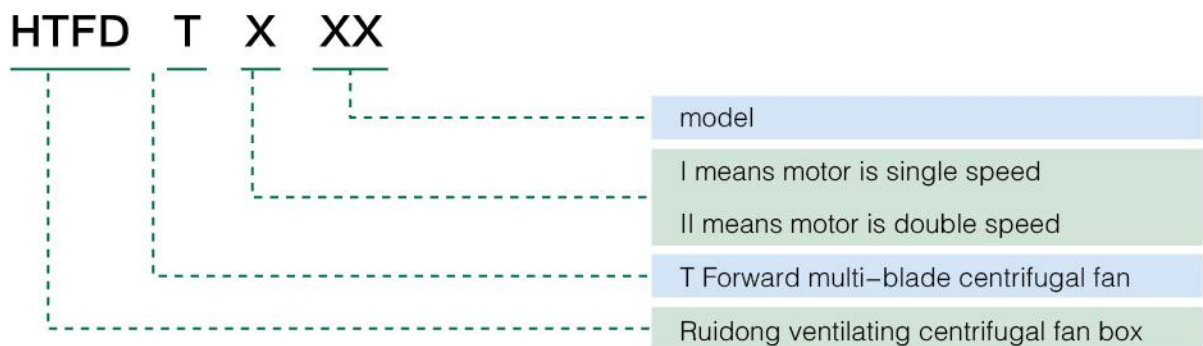 HTFD T X XX
model
I means motor is single speed
II means motor is double speed
T Forward multi–blade centrifugal fan
Ruidong ventilating centrifugal fan box